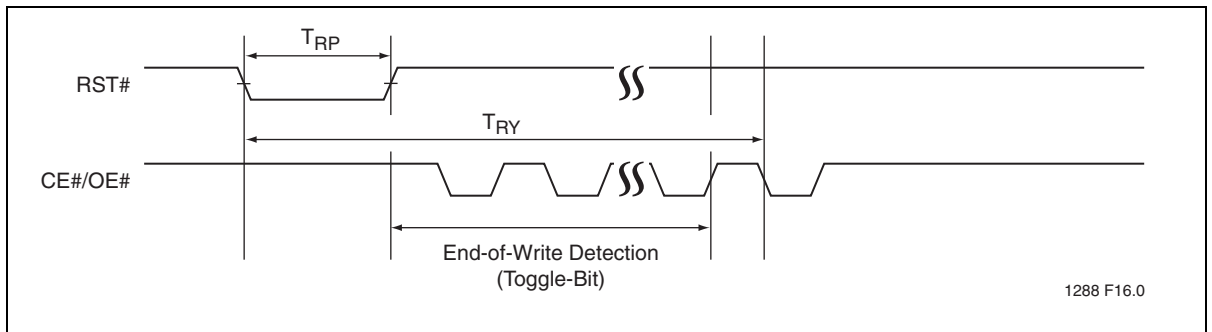 TRP
RST#
TRY
CE#/OE#
End-of-Write Detection
(Toggle-Bit)
1288 F16.0